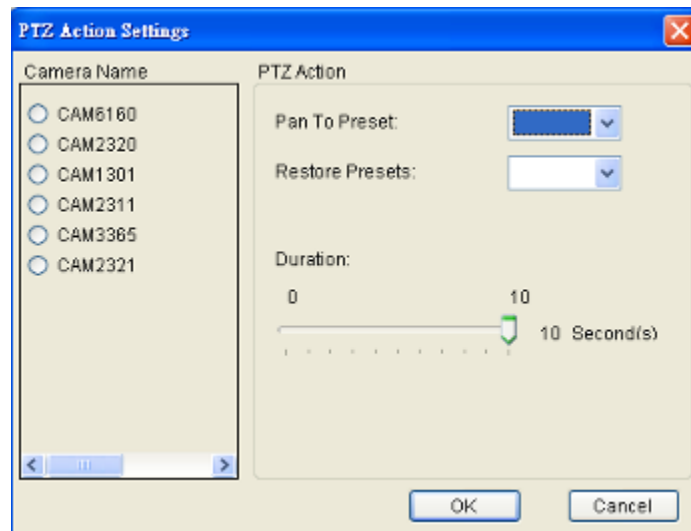 PTZ Action Settings
Camera Name
CAM6160
CAM2320
CAM1301
CAM2311
CAM3365
CAM2321
PTZ Action
Pan To Preset:
Restore Presets:
Duration:
0 10
10 Second(s)
OK Cancel